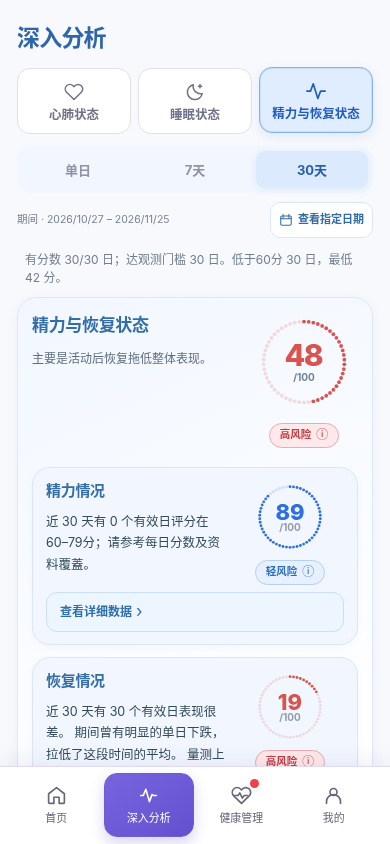 深入分析
心肺状态
睡眠状态
精力与恢复状态
单日
7天
30天
期间 · 2026/10/27 – 2026/11/25
查看指定日期
有分数 30/30 日；达观测门槛 30 日。低于60分 30 日，最低
42 分。
精力与恢复状态
主要是活动后恢复拖低整体表现。
48
/100
高风险 ⓘ
精力情况
近 30 天有 0 个有效日评分在
60–79分；请参考每日分数及资
料覆蓋。
89
/100
轻风险 ⓘ
查看详细数据 ›
恢复情况
近 30 天有 30 个有效日表现很
差。 期间曾有明显的单日下跌，
拉低了这段时间的平均。 量测上
19
/100
高风险 ⓘ
首页
深入分析
健康管理
我的